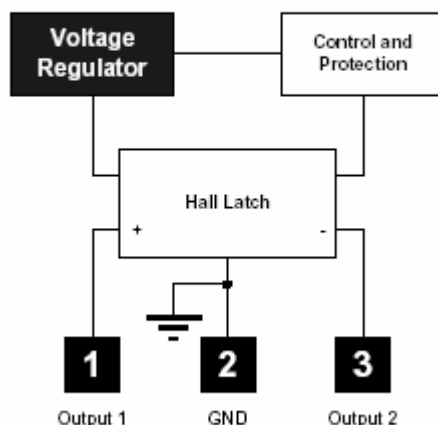 Voltage
Regulator
Control and
Protection
Hall Latch
+
-
1
2
3
Output 1
GND
Output 2